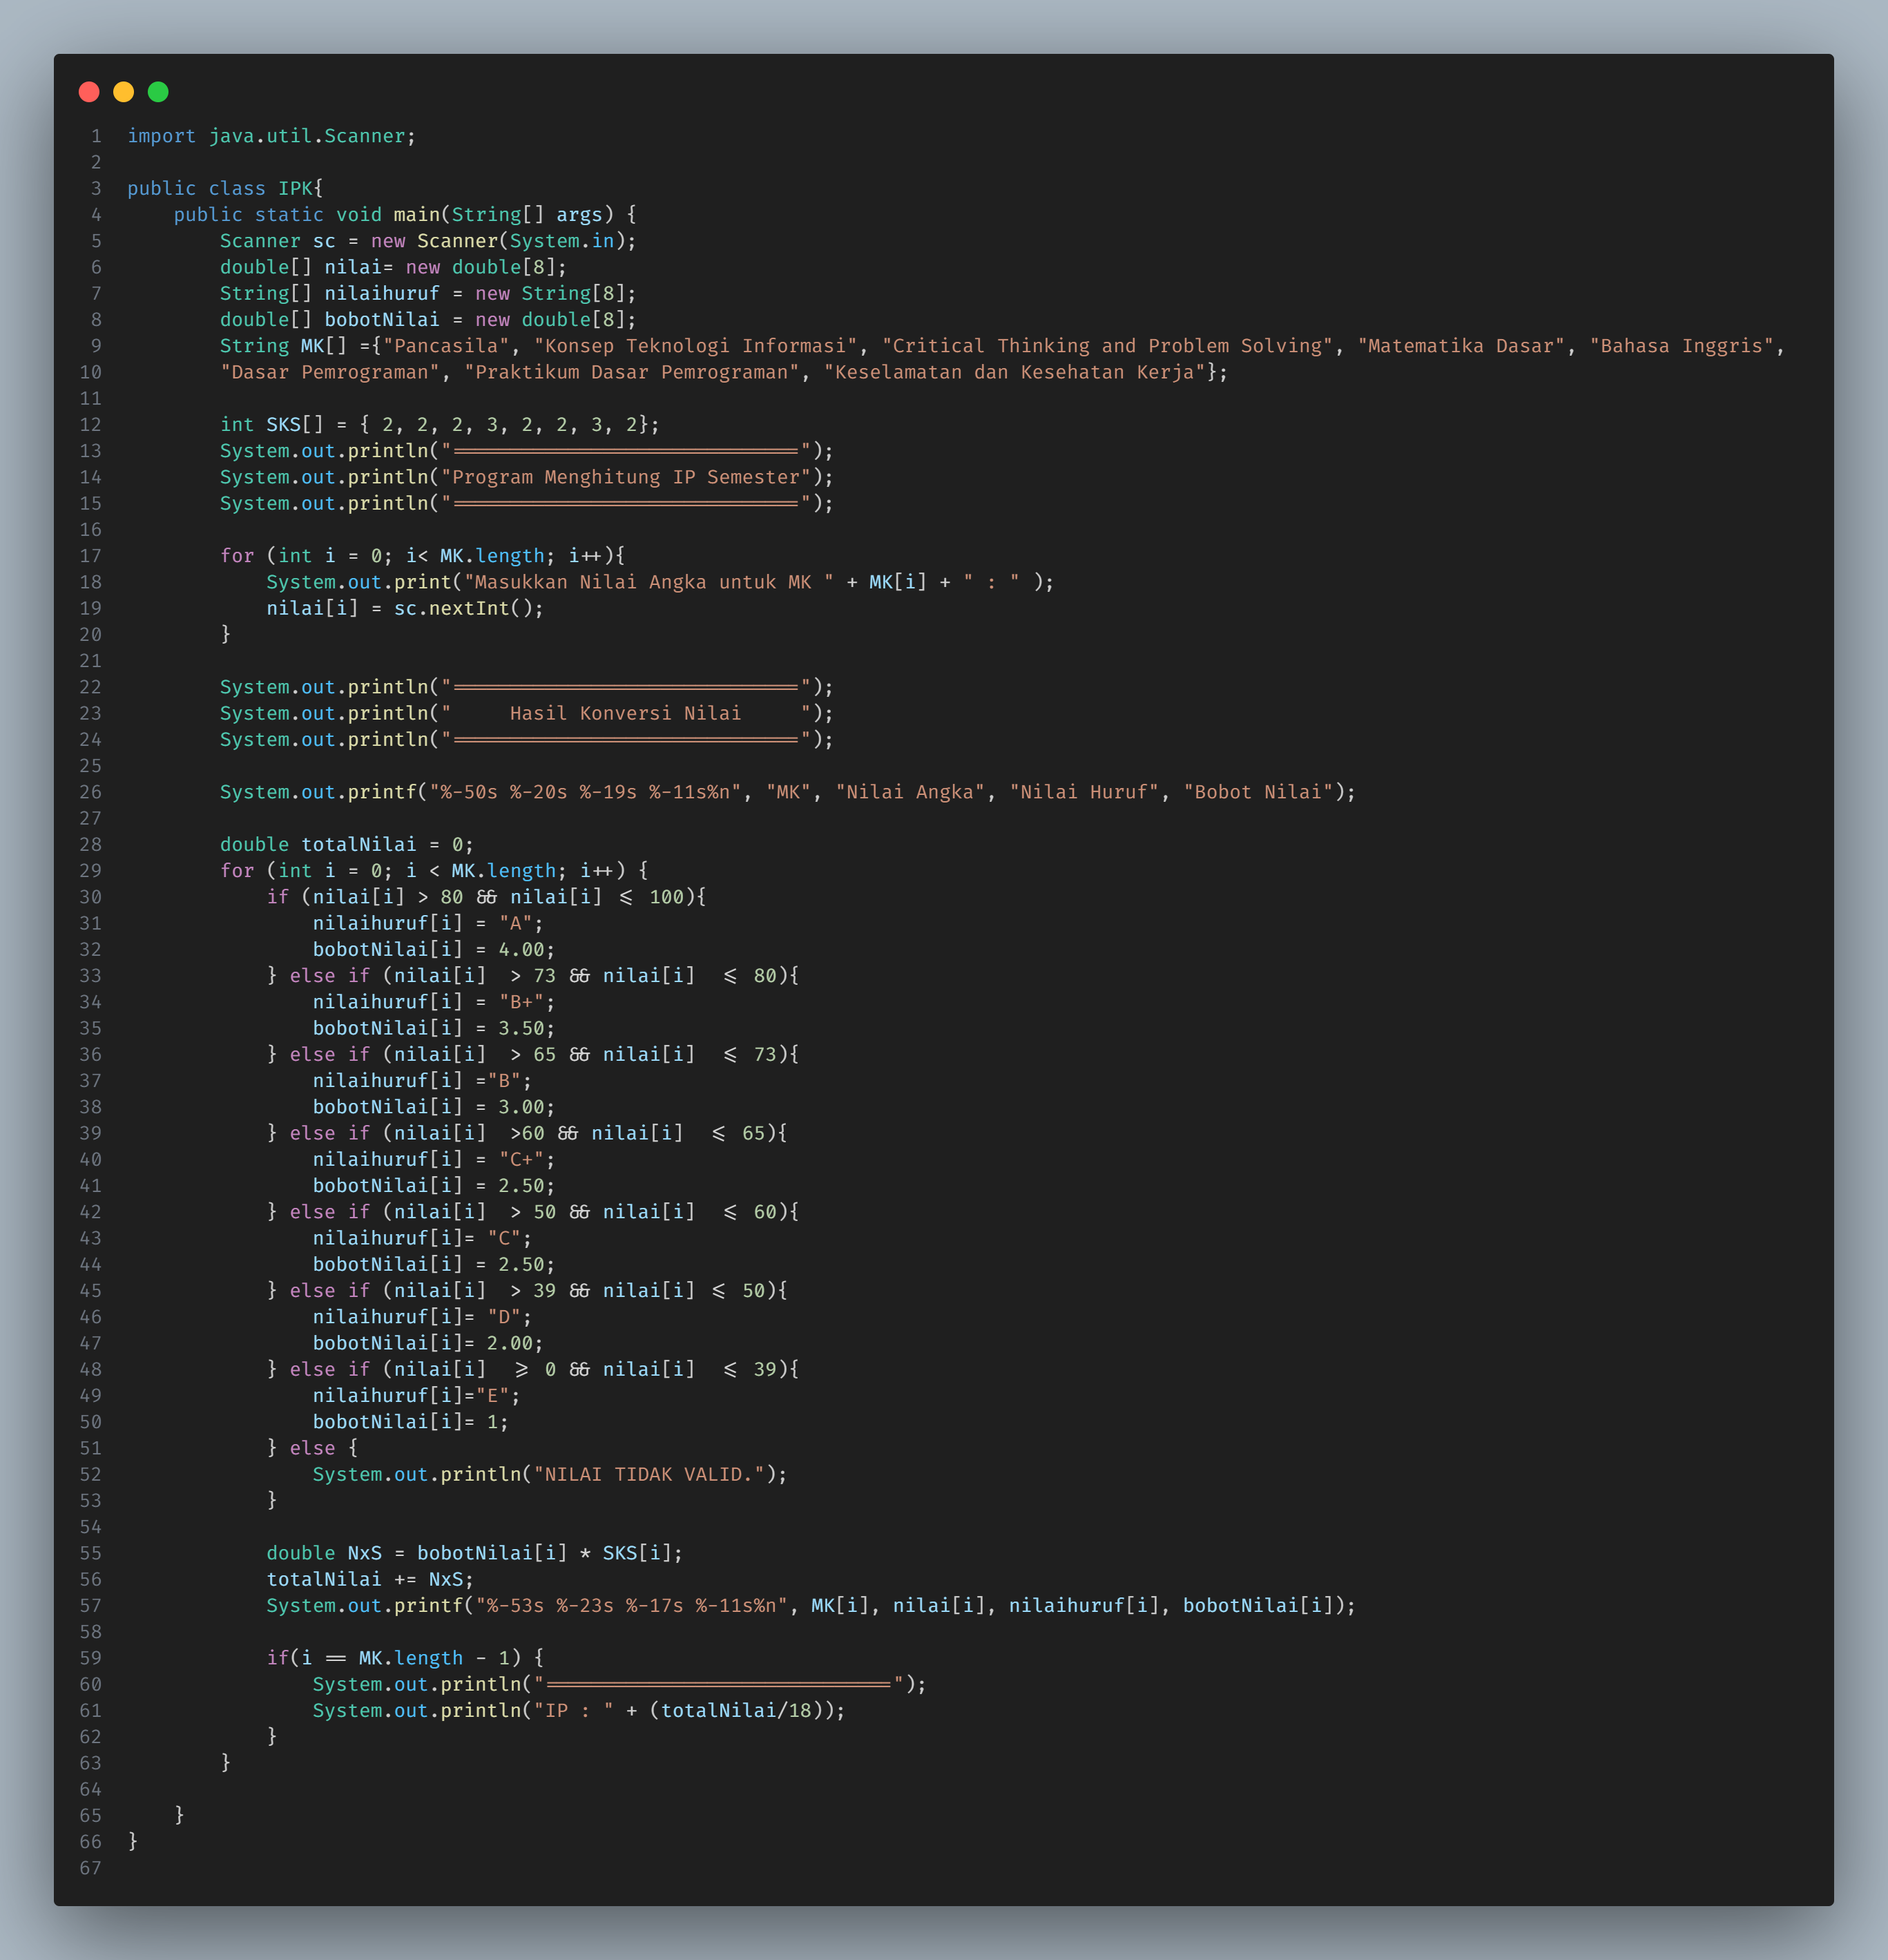 1 import java.util.Scanner;
2
3 public class IPK{
4     public static void main(String[] args) {
5         Scanner sc = new Scanner(System.in);
6         double[] nilai= new double[8];
7         String[] nilaihuruf = new String[8];
8         double[] bobotNilai = new double[8];
9         String MK[] ={"Pancasila", "Konsep Teknologi Informasi", "Critical Thinking and Problem Solving", "Matematika Dasar", "Bahasa Inggris",
10         "Dasar Pemrograman", "Praktikum Dasar Pemrograman", "Keselamatan dan Kesehatan Kerja"};
11
12         int SKS[] = { 2, 2, 2, 3, 2, 2, 3, 2};
13         System.out.println("==============================");
14         System.out.println("Program Menghitung IP Semester");
15         System.out.println("==============================");
16
17         for (int i = 0; i< MK.length; i++){
18             System.out.print("Masukkan Nilai Angka untuk MK " + MK[i] + " : " );
19             nilai[i] = sc.nextInt();
20         }
21
22         System.out.println("==============================");
23         System.out.println("     Hasil Konversi Nilai     ");
24         System.out.println("==============================");
25
26         System.out.printf("%-50s %-20s %-19s %-11s%n", "MK", "Nilai Angka", "Nilai Huruf", "Bobot Nilai");
27
28         double totalNilai = 0;
29         for (int i = 0; i < MK.length; i++) {
30             if (nilai[i] > 80 && nilai[i] <= 100){
31                 nilaihuruf[i] = "A";
32                 bobotNilai[i] = 4.00;
33             } else if (nilai[i]  > 73 && nilai[i]  <= 80){
34                 nilaihuruf[i] = "B+";
35                 bobotNilai[i] = 3.50;
36             } else if (nilai[i]  > 65 && nilai[i]  <= 73){
37                 nilaihuruf[i] ="B";
38                 bobotNilai[i] = 3.00;
39             } else if (nilai[i]  >60 && nilai[i]  <= 65){
40                 nilaihuruf[i] = "C+";
41                 bobotNilai[i] = 2.50;
42             } else if (nilai[i]  > 50 && nilai[i]  <= 60){
43                 nilaihuruf[i]= "C";
44                 bobotNilai[i] = 2.50;
45             } else if (nilai[i]  > 39 && nilai[i] <= 50){
46                 nilaihuruf[i]= "D";
47                 bobotNilai[i]= 2.00;
48             } else if (nilai[i]  >= 0 && nilai[i]  <= 39){
49                 nilaihuruf[i]="E";
50                 bobotNilai[i]= 1;
51             } else {
52                 System.out.println("NILAI TIDAK VALID.");
53             }
54
55             double NxS = bobotNilai[i] * SKS[i];
56             totalNilai += NxS;
57             System.out.printf("%-53s %-23s %-17s %-11s%n", MK[i], nilai[i], nilaihuruf[i], bobotNilai[i]);
58
59             if(i == MK.length - 1) {
60                 System.out.println("==============================");
61                 System.out.println("IP : " + (totalNilai/18));
62             }
63         }
64
65     }
66 }
67